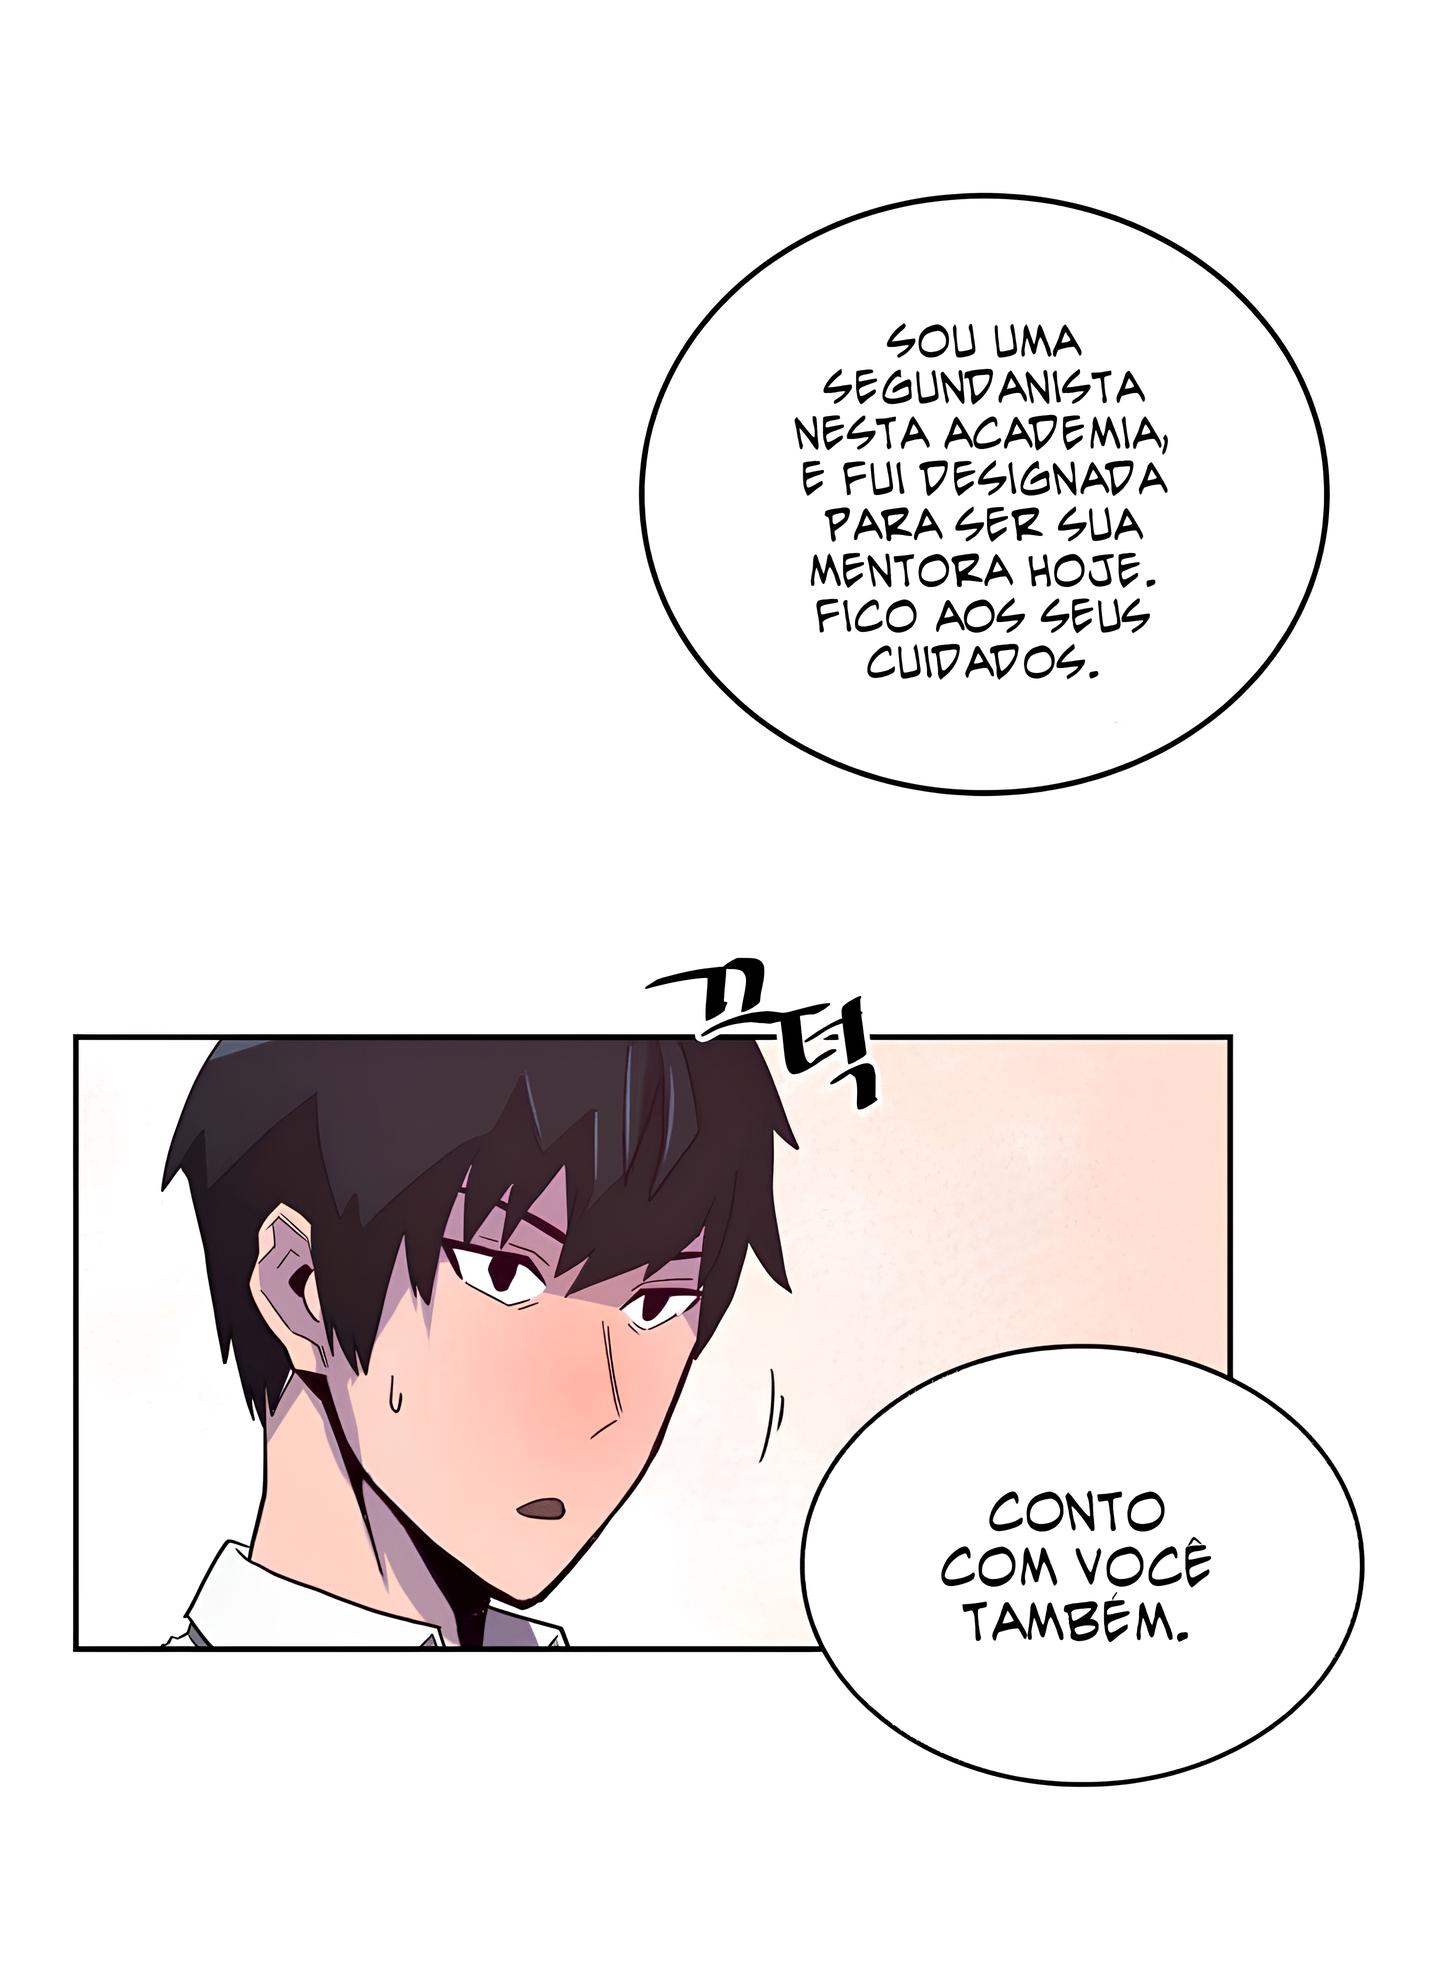 SOU UMA
SEGUNDANISTA
NESTA ACADEMIA,
E FUI DESIGNADA
PARA SER SUA
MENTORA HOJE.
FICO AOS SEUS
CUIDADOS.
끄덕
CONTO
COM VOCÊ
TAMBÉM.